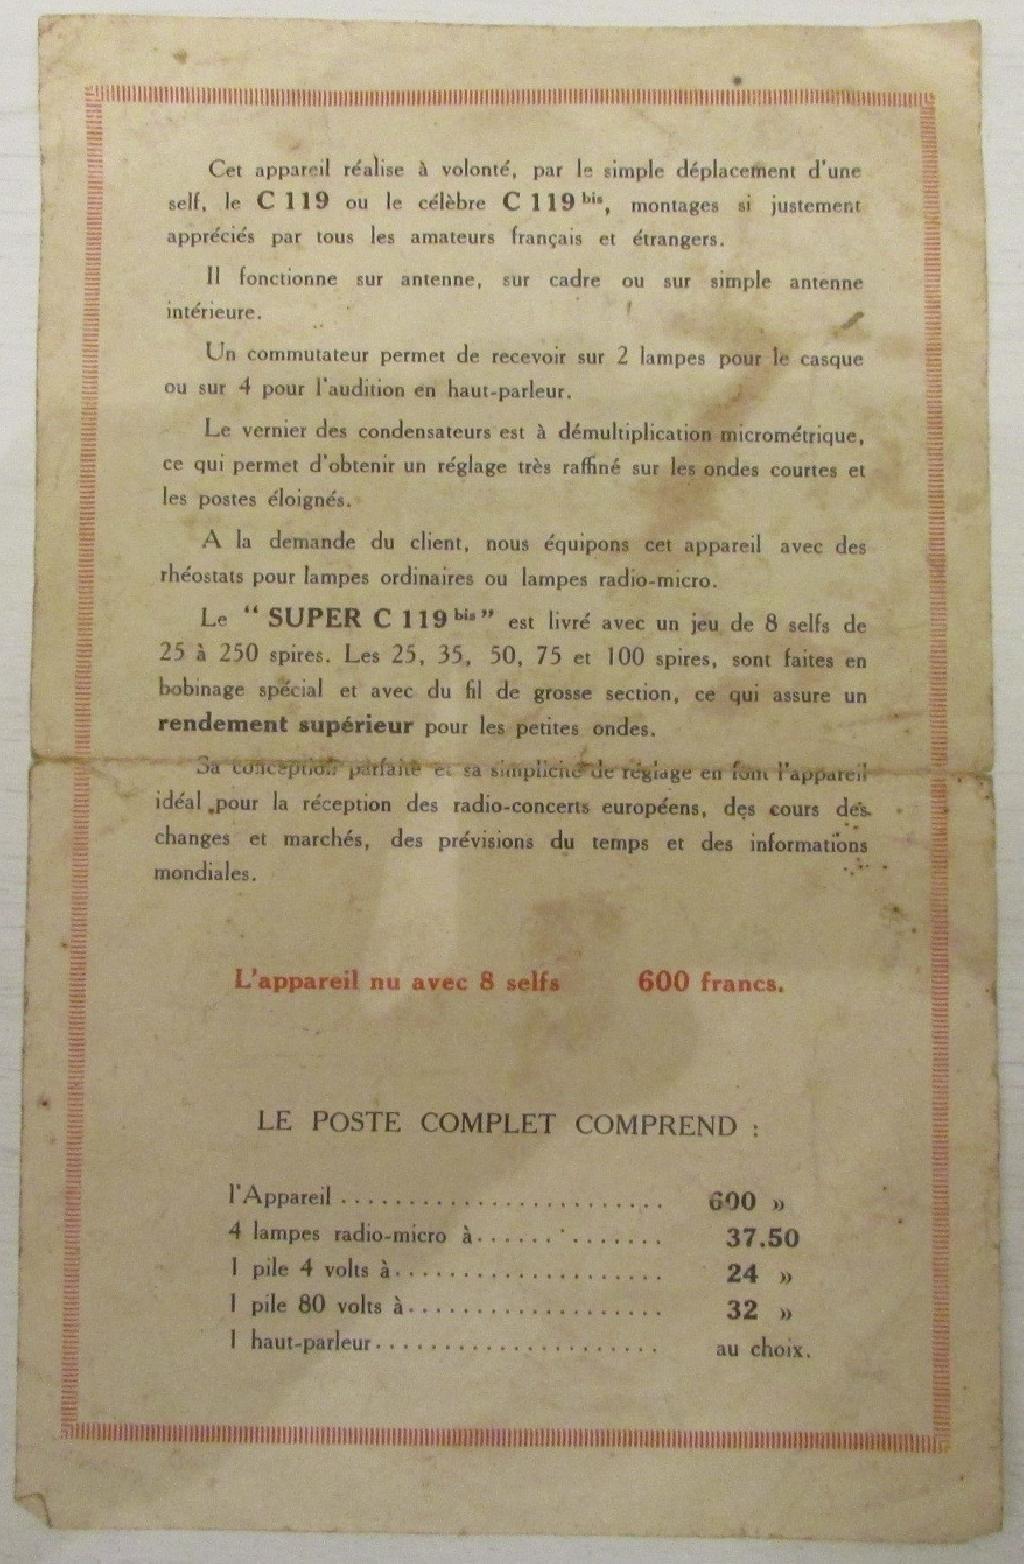 Cet appareil réalise à volonté, par le simple déplacement d'une
self, le C 119 ou le célèbre C 119 bis, montages si justement
appréciés par tous les amateurs français et étrangers.
Il fonctionne sur antenne, sur cadre ou sur simple antenne
intérieure.
Un commutateur permet de recevoir sur 2 lampes pour le casque
ou sur 4 pour l'audition en haut-parleur.
Le vernier des condensateurs est à démultiplication micrométrique,
ce qui permet d'obtenir un réglage très raffiné sur les ondes courtes et
les postes éloignés.
A la demande du client, nous équipons cet appareil avec des
rhéostats pour lampes ordinaires ou lampes radio-micro.
Le “ SUPER C 119 bis ” est livré avec un jeu de 8 selfs de
25 à 250 spires. Les 25, 35, 50, 75 et 100 spires, sont faites en
bobinage spécial et avec du fil de grosse section, ce qui assure un
rendement supérieur pour les petites ondes.
Sa conception parfaite et sa simplicité de réglage en font l'appareil
idéal pour la réception des radio-concerts européens, des cours des
changes et marchés, des prévisions du temps et des informations
mondiales.
L'appareil nu avec 8 selfs 600 francs.
LE POSTE COMPLET COMPREND :
l'Appareil ........................ 600 »
4 lampes radio-micro à.............. 37.50
1 pile 4 volts à.................... 24 »
1 pile 80 volts à................... 32 »
1 haut-parleur...................... au choix.